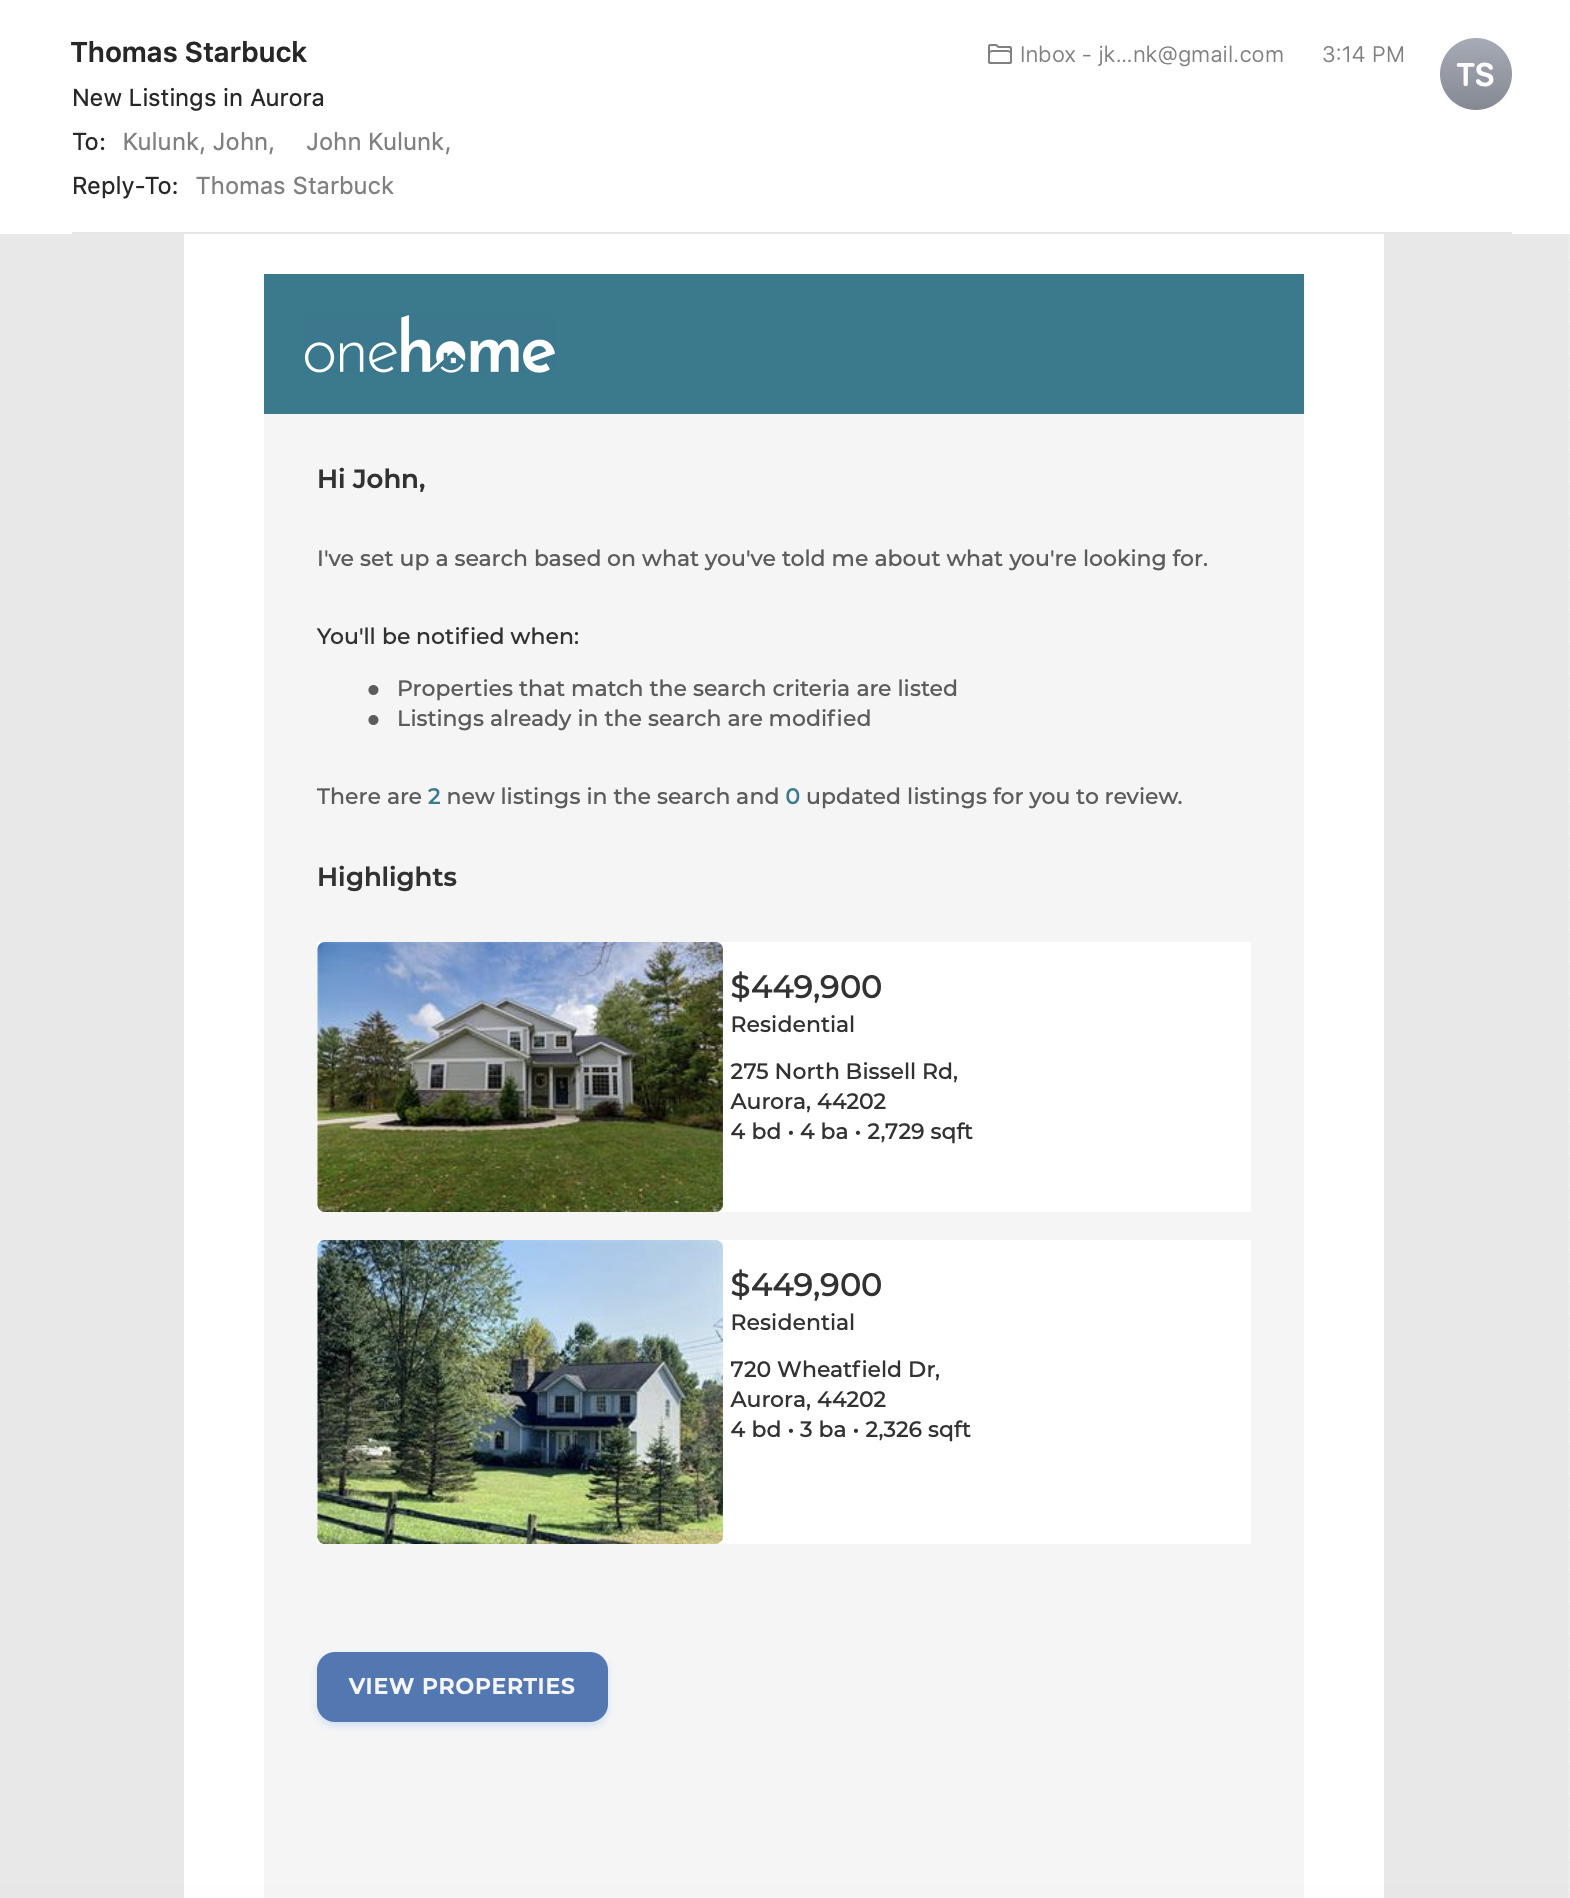 Thomas Starbuck
Inbox - jk...nk@gmail.com
3:14 PM
TS
New Listings in Aurora
To: Kulunk, John, John Kulunk,
Reply-To: Thomas Starbuck
onehome
Hi John,
I've set up a search based on what you've told me about what you're looking for.
You'll be notified when:
● Properties that match the search criteria are listed
● Listings already in the search are modified
There are 2 new listings in the search and 0 updated listings for you to review.
Highlights
$449,900
Residential
275 North Bissell Rd,
Aurora, 44202
4 bd • 4 ba • 2,729 sqft
$449,900
Residential
720 Wheatfield Dr,
Aurora, 44202
4 bd • 3 ba • 2,326 sqft
VIEW PROPERTIES